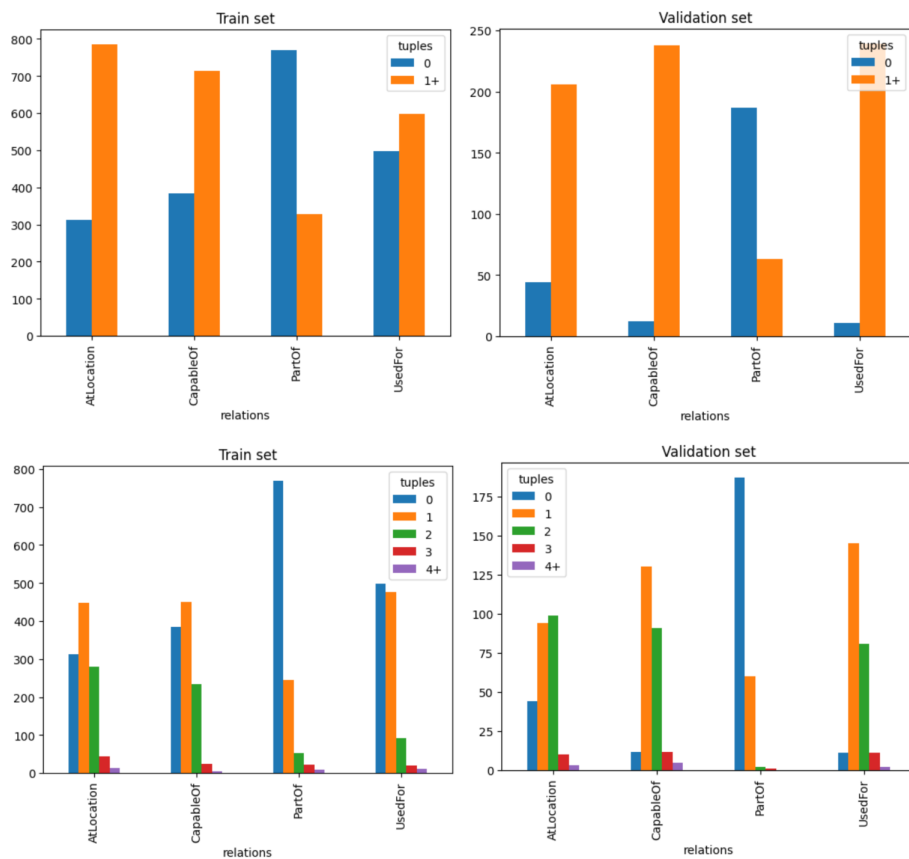 Train set
800
700
600
500
400
300
200
100
0
tuples
0
1+
AtLocation
CapableOf
PartOf
UsedFor
relations
Validation set
250
200
150
100
50
0
tuples
0
1+
AtLocation
CapableOf
PartOf
UsedFor
relations
Train set
800
700
600
500
400
300
200
100
0
tuples
0
1
2
3
4+
AtLocation
CapableOf
PartOf
UsedFor
relations
Validation set
175
150
125
100
75
50
25
0
tuples
0
1
2
3
4+
AtLocation
CapableOf
PartOf
UsedFor
relations